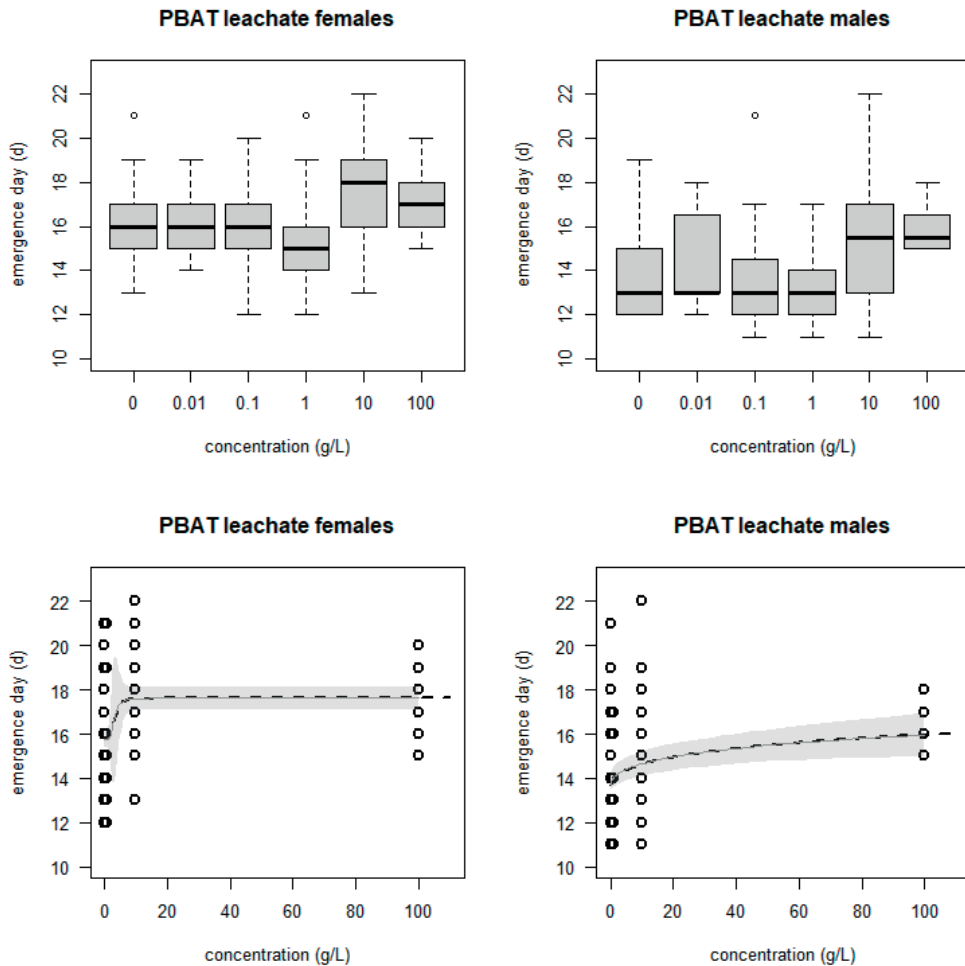 PBAT leachate females
emergence day (d)
22
20
18
16
14
12
10
0 0.01 0.1 1 10 100
concentration (g/L)
PBAT leachate males
emergence day (d)
22
20
18
16
14
12
10
0 0.01 0.1 1 10 100
concentration (g/L)
PBAT leachate females
emergence day (d)
22
20
18
16
14
12
10
0 20 40 60 80 100
concentration (g/L)
PBAT leachate males
emergence day (d)
22
20
18
16
14
12
10
0 20 40 60 80 100
concentration (g/L)